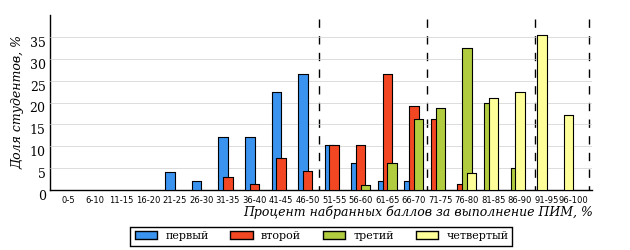 Доля студентов, %
35
30
25
20
15
10
5
0
0-5 6-10 11-15 16-20 21-25 26-30 31-35 36-40 41-45 46-50 51-55 56-60 61-65 66-70 71-75 76-80 81-85 86-90 91-95 96-100
Процент набранных баллов за выполнение ПИМ, %
первый второй третий четвертый